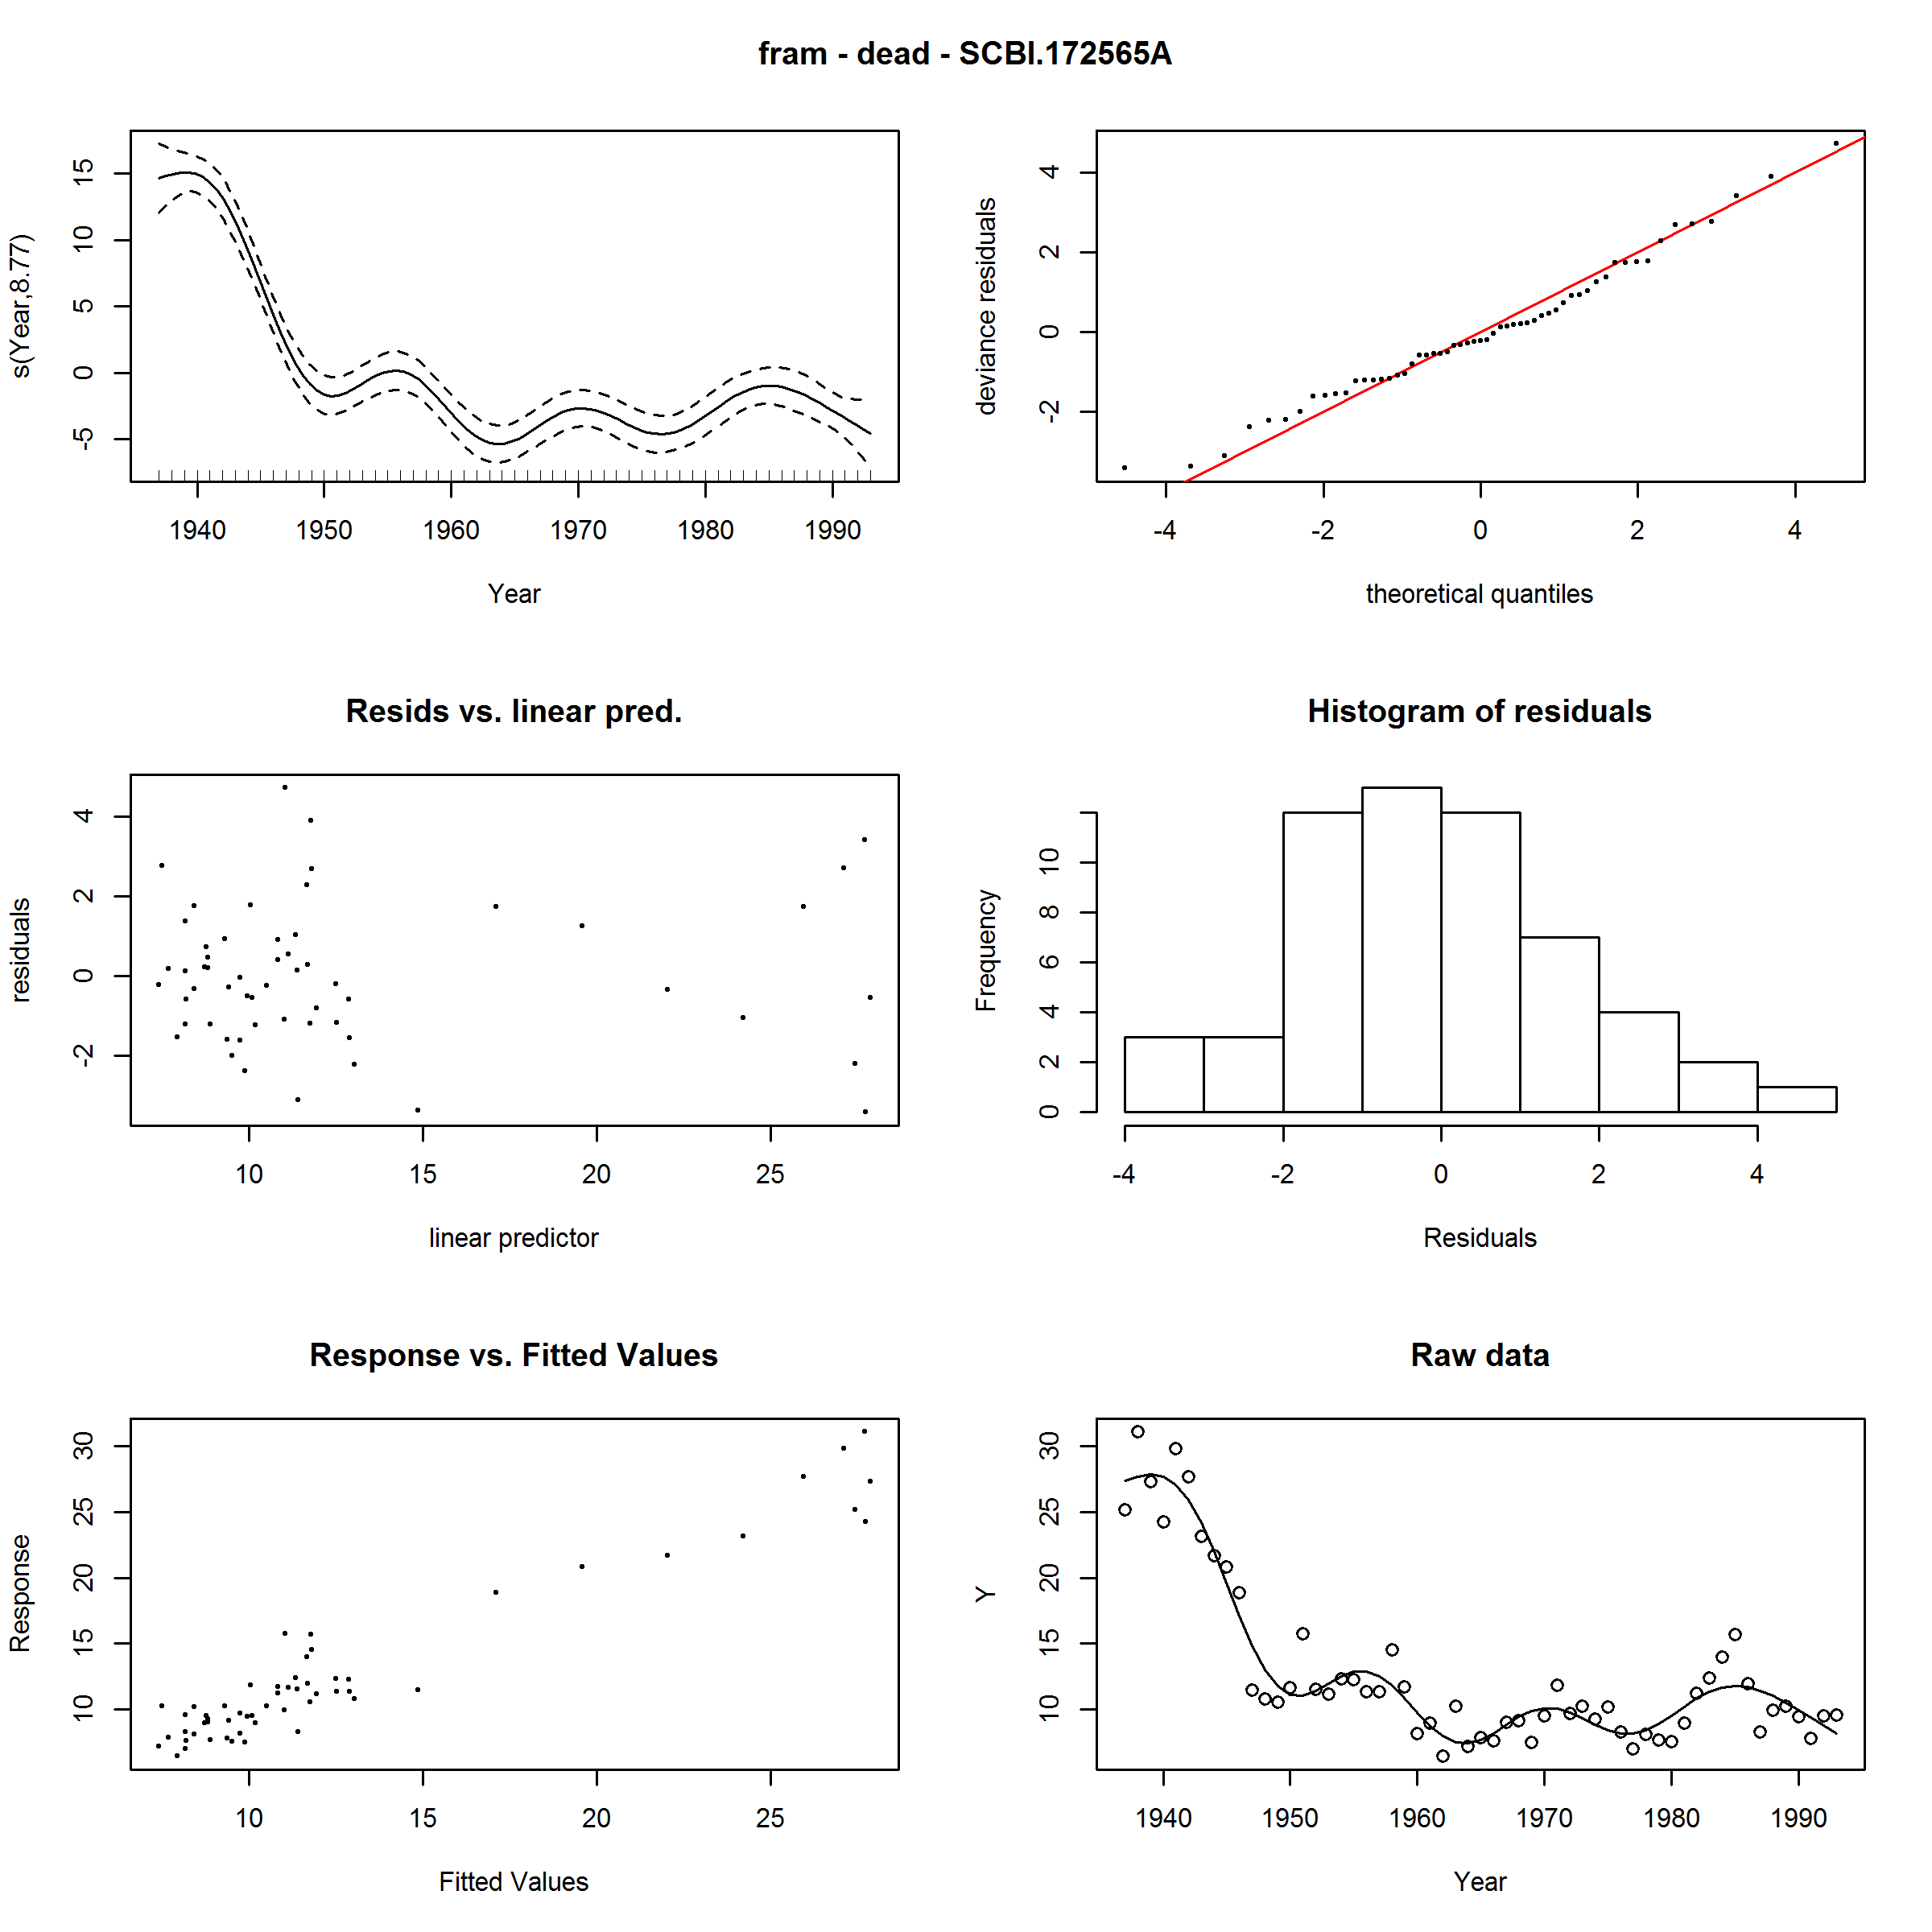 fram - dead - SCBI.172565A
s(Year,8.77)
15
10
5
0
-5
1940 1950 1960 1970 1980 1990
Year
deviance residuals
4
2
0
-2
-4 -2 0 2 4
theoretical quantiles
Resids vs. linear pred.
residuals
4
2
0
-2
10 15 20 25
linear predictor
Histogram of residuals
Frequency
10
8
6
4
2
0
-4 -2 0 2 4
Residuals
Response vs. Fitted Values
Response
30
25
20
15
10
10 15 20 25
Fitted Values
Raw data
Y
30
25
20
15
10
1940 1950 1960 1970 1980 1990
Year